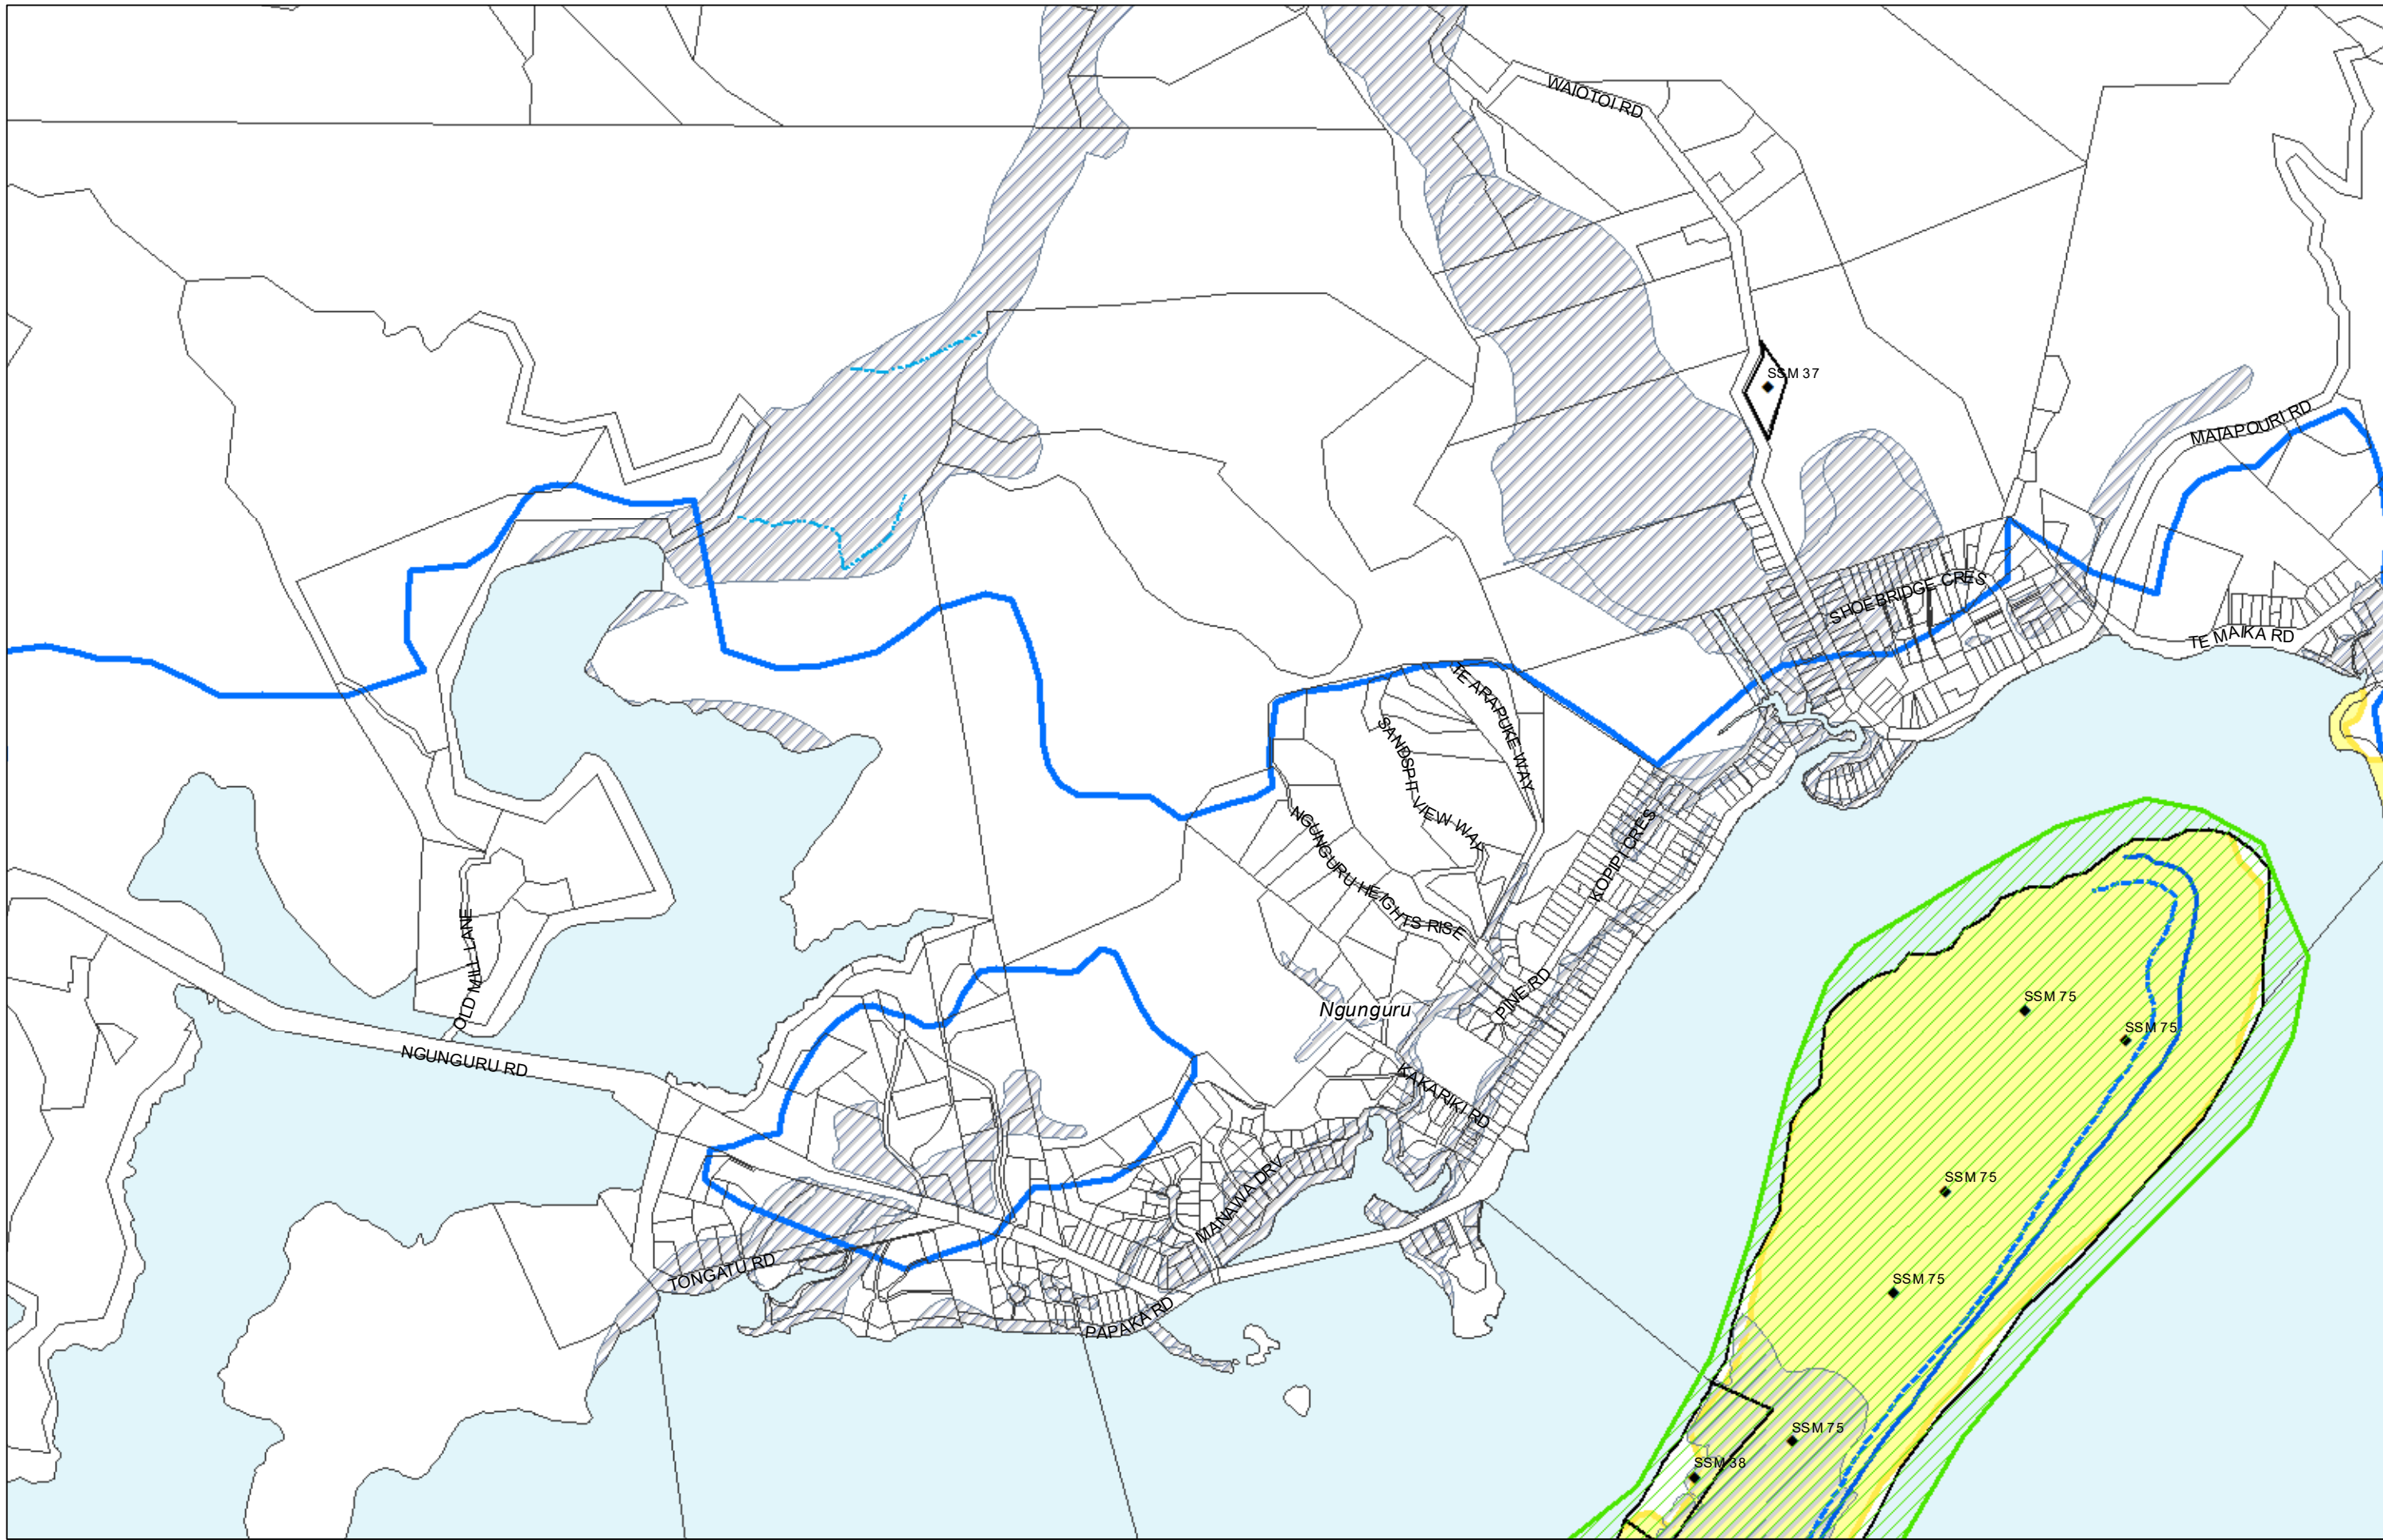 WAIOTOI RD
SSM 37
MATAPOURI RD
SHOEBRIDGE CRES
TE MAIKA RD
TE ARAPUKE WAY
SANDSPIT VIEW WAY
NGUNGURU HEIGHTS RISE
KOPIPI CRES
OLD MILL LANE
PINE RD
Ngunguru
SSM 75
SSM 75
NGUNGURU RD
KAKARIKI RD
MANAWA DRV
SSM 75
TONGATU RD
SSM 75
PAPAKA RD
SSM 75
SSM 38